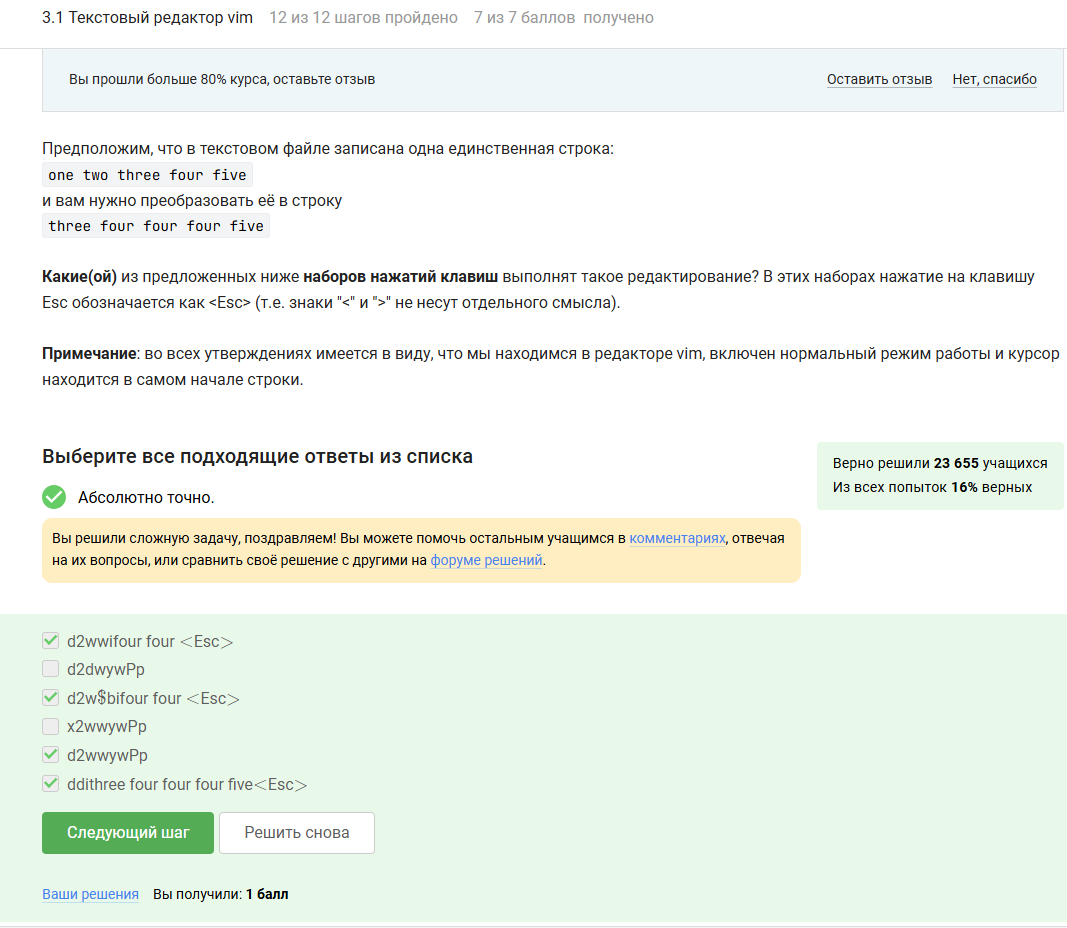 3.1 Текстовый редактор vim 12 из 12 шагов пройдено 7 из 7 баллов получено
Вы прошли больше 80% курса, оставьте отзыв Оставить отзыв Нет, спасибо
Предположим, что в текстовом файле записана одна единственная строка:
one two three four five
и вам нужно преобразовать её в строку
three four four four five
Какие(ой) из предложенных ниже наборов нажатий клавиш выполнят такое редактирование? В этих наборах нажатие на клавишу
Esc обозначается как <Esc> (т.е. знаки "<" и ">" не несут отдельного смысла).
Примечание: во всех утверждениях имеется в виду, что мы находимся в редакторе vim, включен нормальный режим работы и курсор
находится в самом начале строки.
Выберите все подходящие ответы из списка
Верно решили 23 655 учащихся
Из всех попыток 16% верных
Абсолютно точно.
Вы решили сложную задачу, поздравляем! Вы можете помочь остальным учащимся в комментариях, отвечая
на их вопросы, или сравнить своё решение с другими на форуме решений.
d2wwifour four <Esc>
d2dwywPp
d2w$bifour four <Esc>
x2wwywPp
d2wwywPp
ddithree four four four five<Esc>
Следующий шаг Решить снова
Ваши решения Вы получили: 1 балл